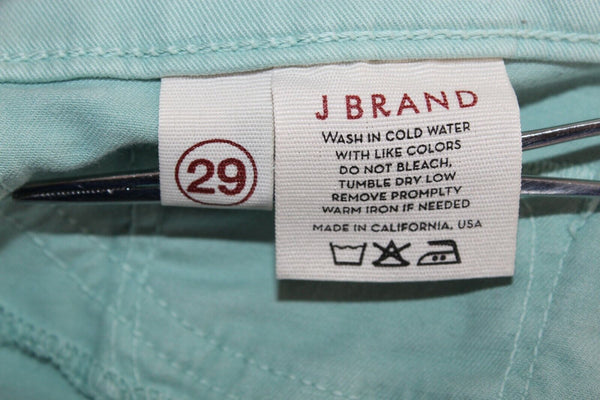 29
J BRAND
WASH IN COLD WATER
WITH LIKE COLORS
DO NOT BLEACH,
TUMBLE DRY LOW
REMOVE PROMPLTY
WARM IRON IF NEEDED
MADE IN CALIFORNIA, USA